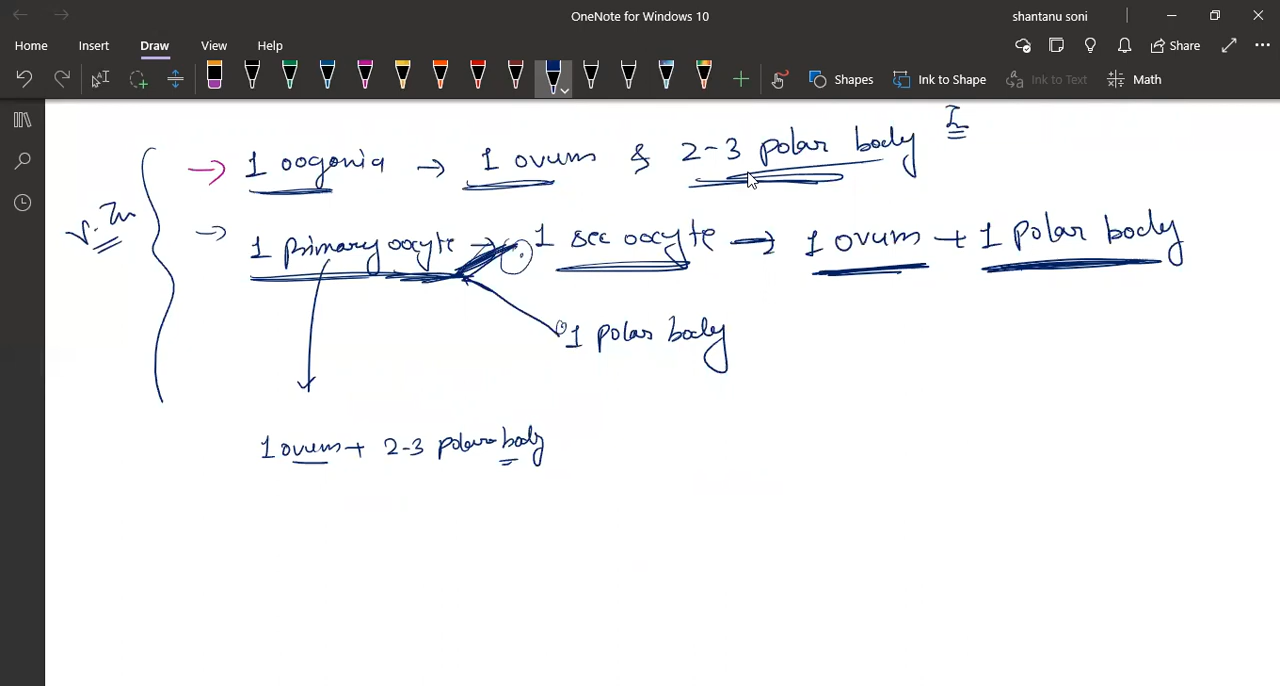 OneNote for Windows 10
shantanu soni
Home Insert Draw View Help
Share
Shapes Ink to Shape Ink to Text Math
→ 1 oogonia → 1 ovum & 2-3 polar body
v. Im
→ 1 primary oocyte → 1 sec oocyte → 1 ovum + 1 polar body
1 polar body
1 ovum + 2-3 polar body